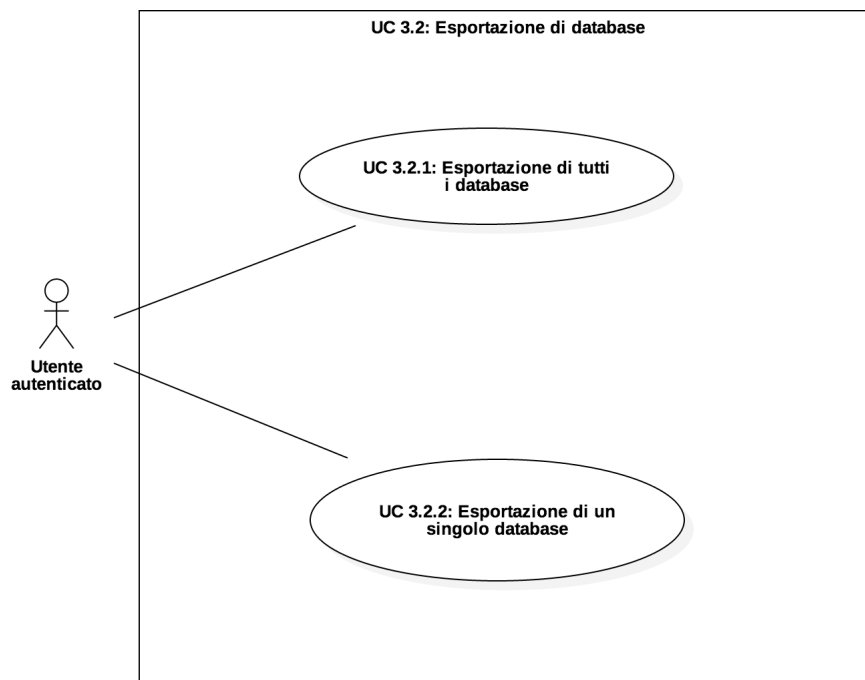 UC 3.2: Esportazione di database
UC 3.2.1: Esportazione di tutti
i database
Utente
autenticato
UC 3.2.2: Esportazione di un
singolo database